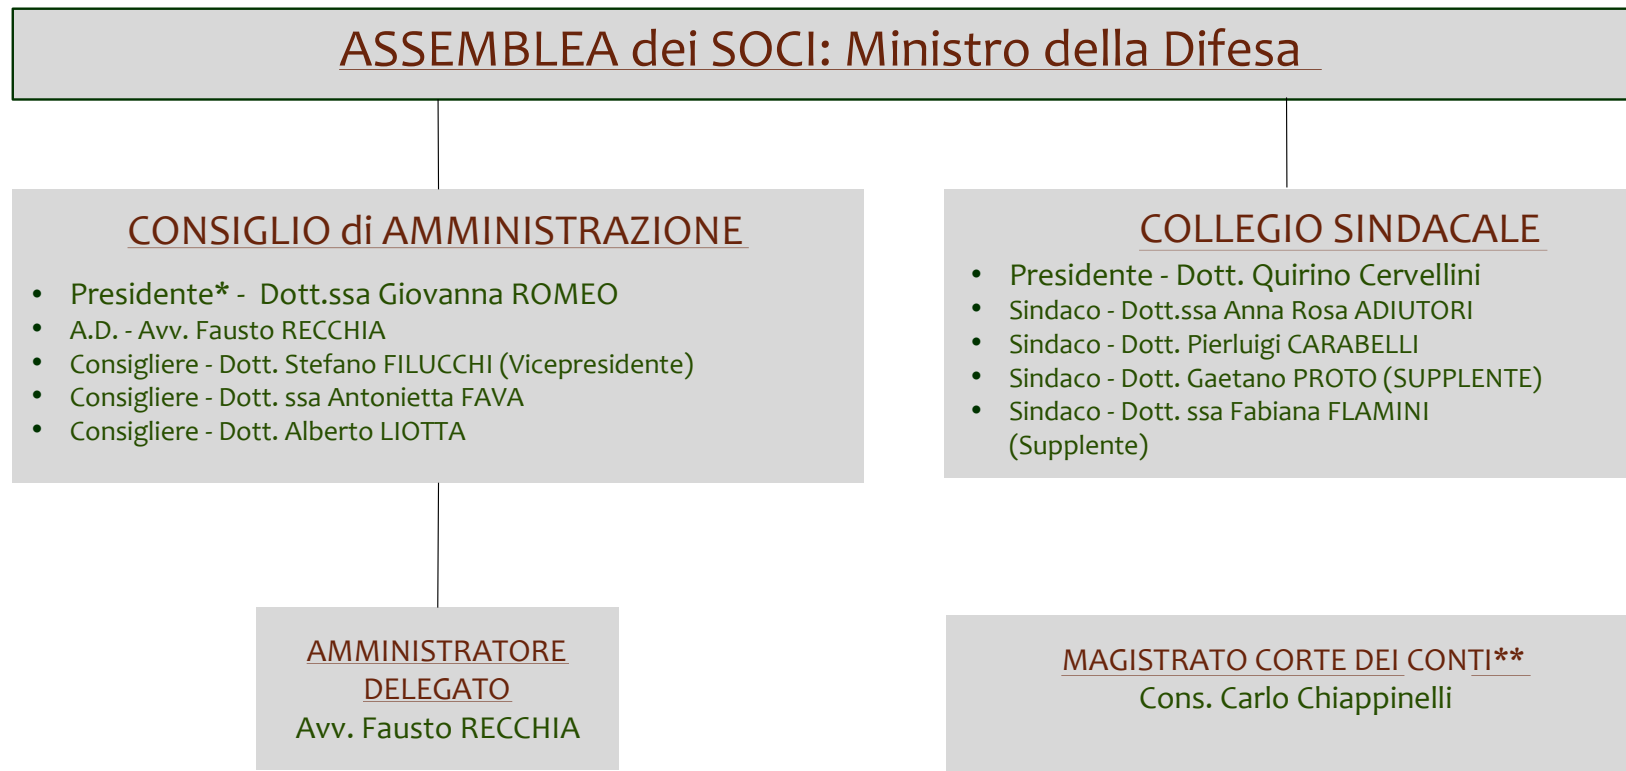 ASSEMBLEA dei SOCI: Ministro della Difesa
CONSIGLIO di AMMINISTRAZIONE
• Presidente* - Dott.ssa Giovanna ROMEO
• A.D. - Avv. Fausto RECCHIA
• Consigliere - Dott. Stefano FILUCCHI (Vicepresidente)
• Consigliere - Dott. ssa Antonietta FAVA
• Consigliere - Dott. Alberto LIOTTA
COLLEGIO SINDACALE
• Presidente - Dott. Quirino Cervellini
• Sindaco - Dott.ssa Anna Rosa ADIUTORI
• Sindaco - Dott. Pierluigi CARABELLI
• Sindaco - Dott. Gaetano PROTO (SUPPLENTE)
• Sindaco - Dott. ssa Fabiana FLAMINI
(Supplente)
AMMINISTRATORE
DELEGATO
Avv. Fausto RECCHIA
MAGISTRATO CORTE DEI CONTI**
Cons. Carlo Chiappinelli